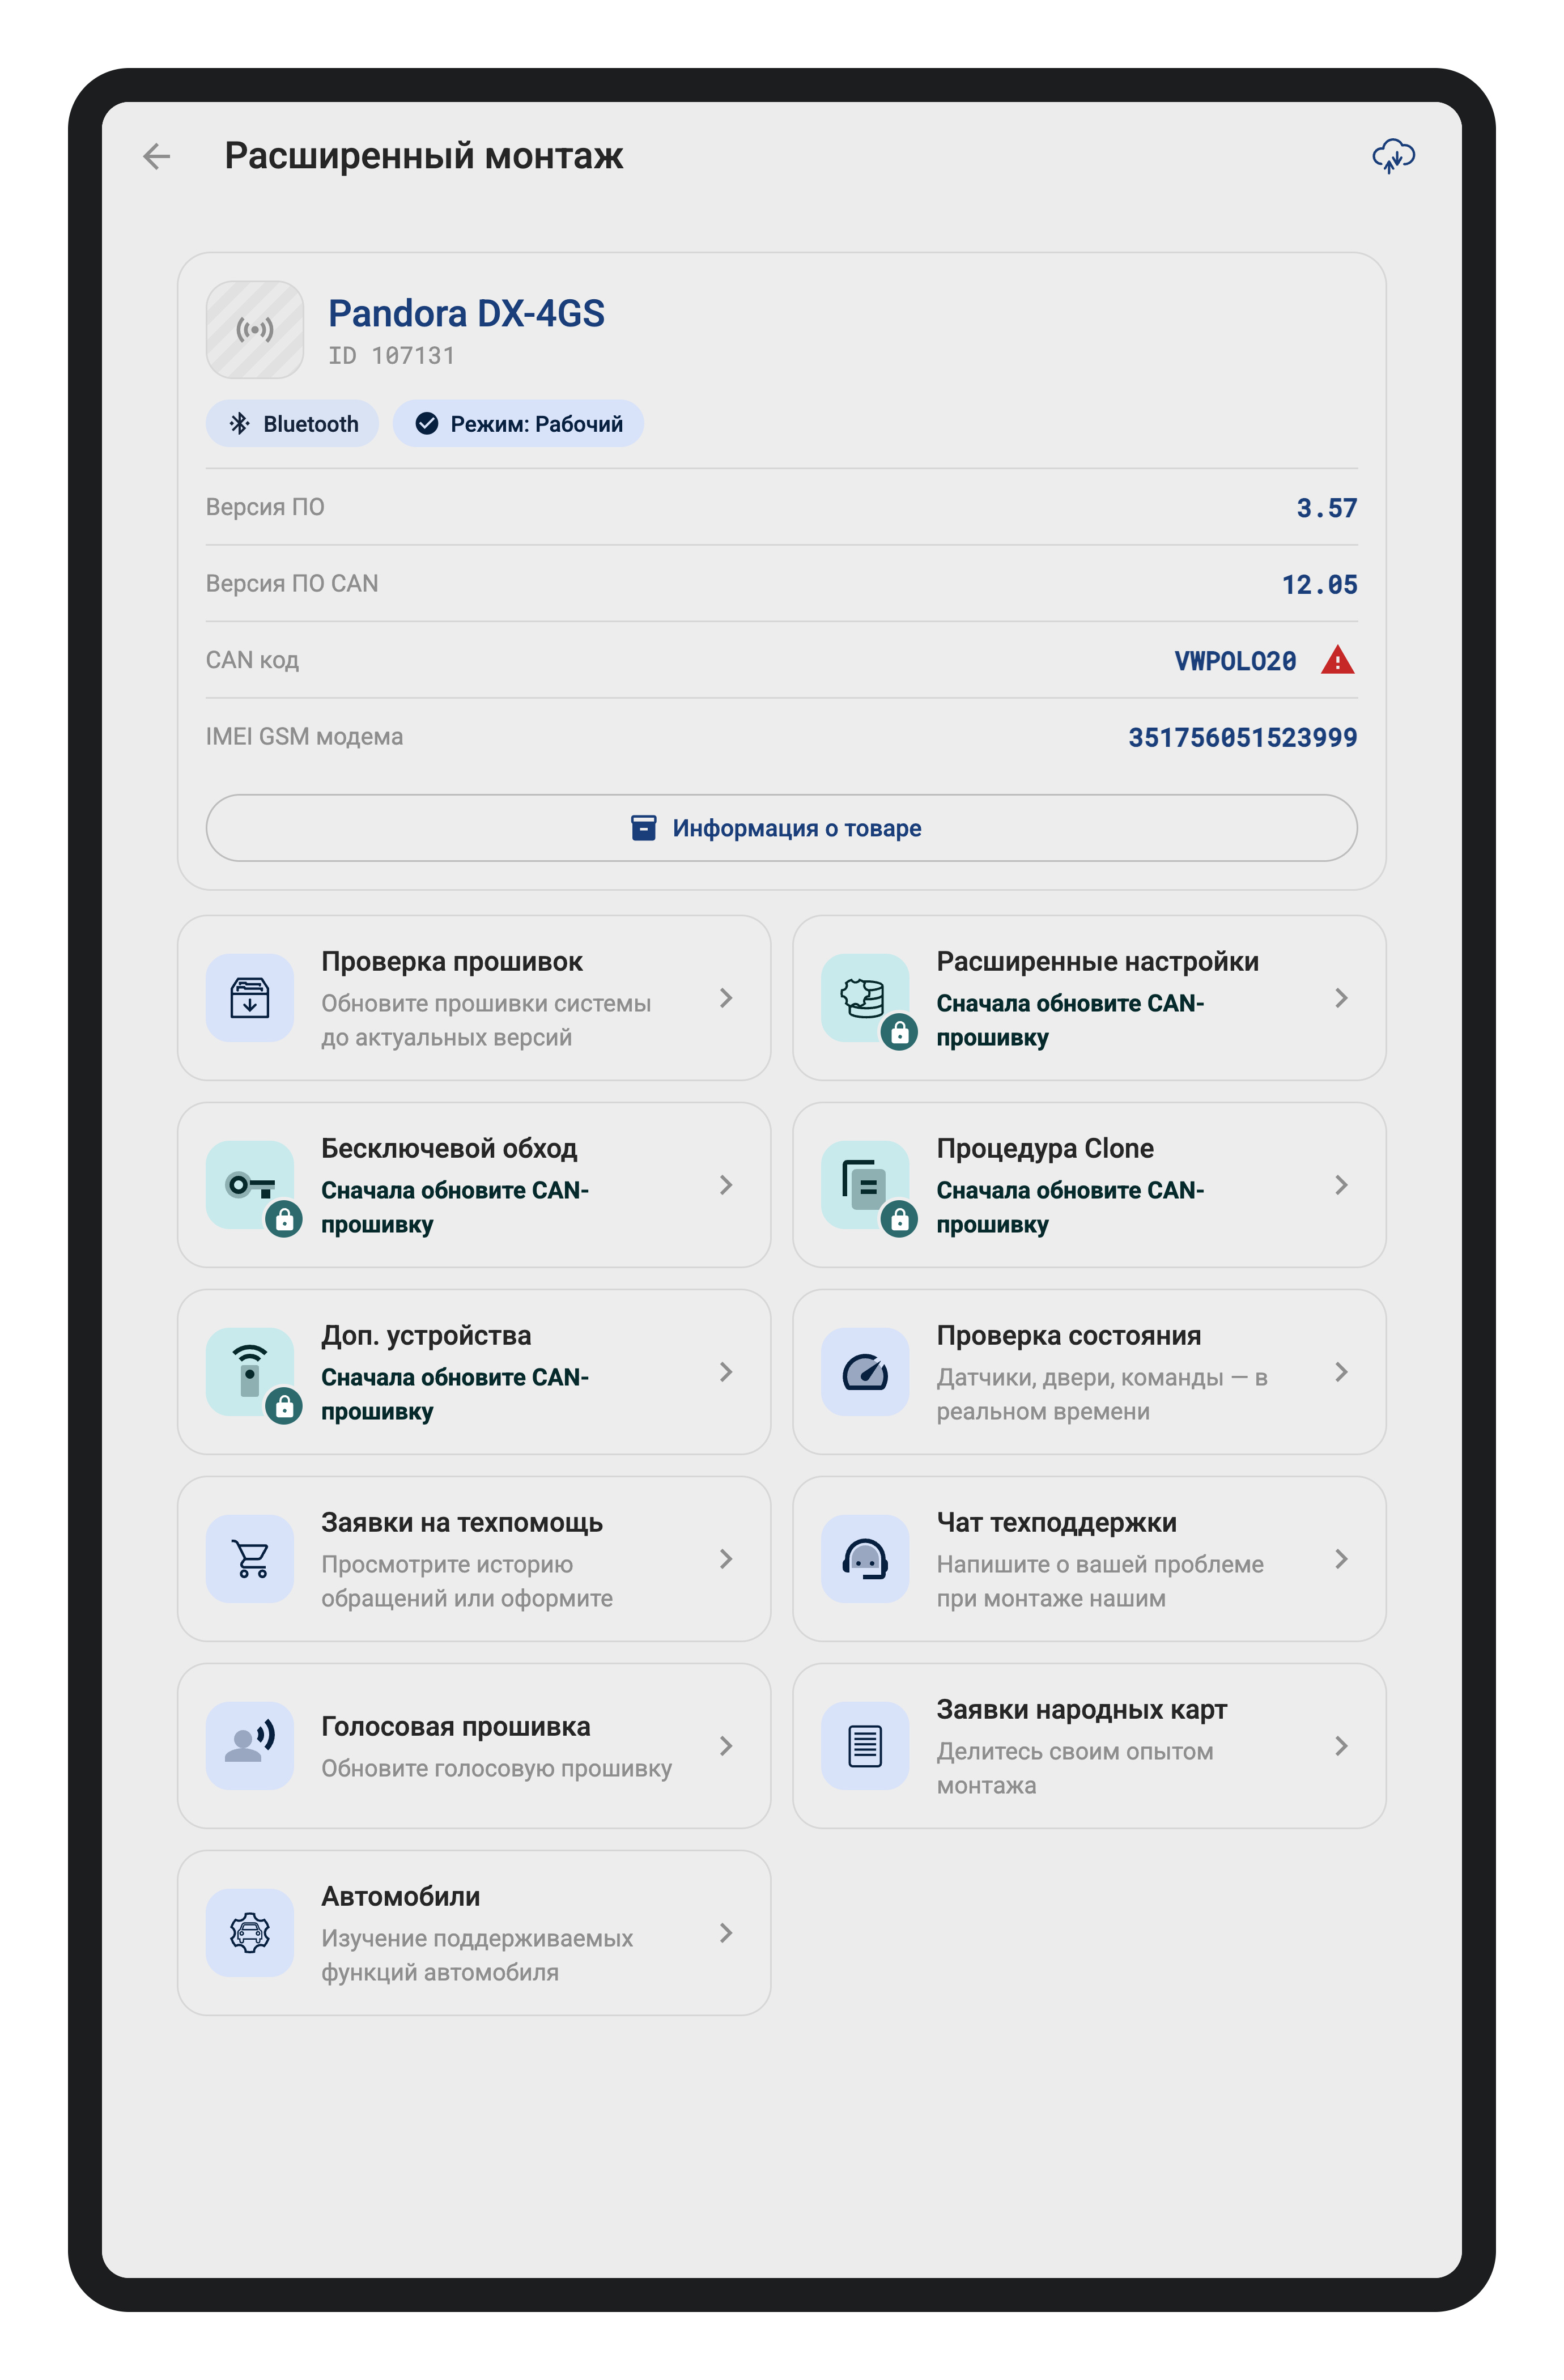 Расширенный монтаж
Pandora DX-4GS
ID 107131
Bluetooth
Режим: Рабочий
Версия ПО
3.57
Версия ПО CAN
12.05
CAN код
VWPOLO20
IMEI GSM модема
351756051523999
Информация о товаре
Проверка прошивок
Обновите прошивки системы
до актуальных версий
Расширенные настройки
Сначала обновите CAN-
прошивку
Бесключевой обход
Сначала обновите CAN-
прошивку
Процедура Clone
Сначала обновите CAN-
прошивку
Доп. устройства
Сначала обновите CAN-
прошивку
Проверка состояния
Датчики, двери, команды — в
реальном времени
Заявки на техпомощь
Просмотрите историю
обращений или оформите
Чат техподдержки
Напишите о вашей проблеме
при монтаже нашим
Голосовая прошивка
Обновите голосовую прошивку
Заявки народных карт
Делитесь своим опытом
монтажа
Автомобили
Изучение поддерживаемых
функций автомобиля